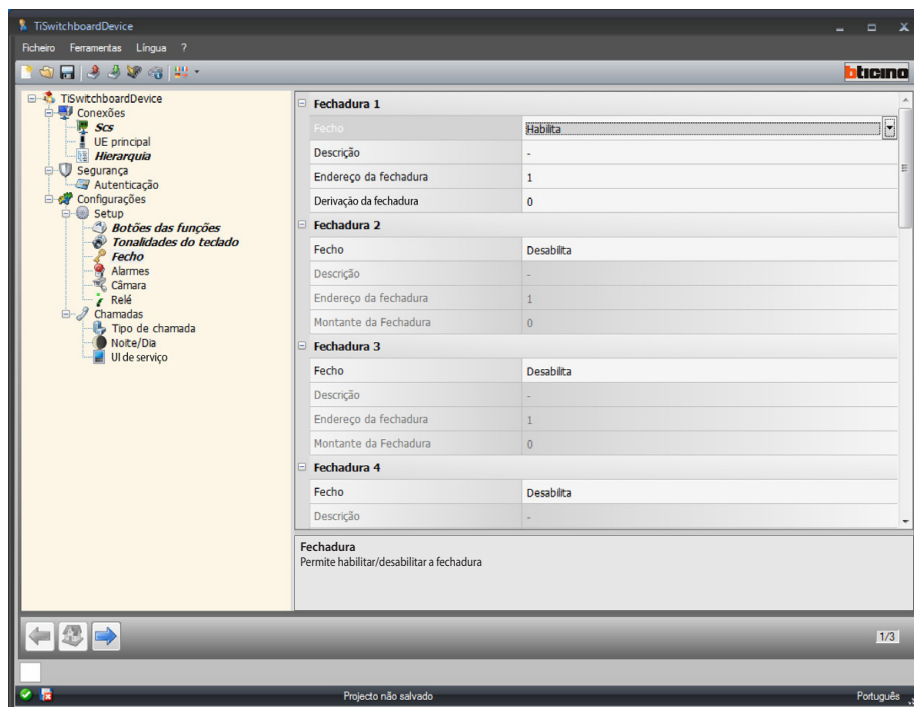 TiSwitchboardDevice
Ficheiro Ferramentas Língua ?
bticino
TiSwitchboardDevice
Conexões
Scs
UE principal
Hierarquia
Segurança
Autenticação
Configurações
Setup
Botões das funções
Tonalidades do teclado
Fecho
Alarmes
Câmara
Relé
Chamadas
Tipo de chamada
Noite/Dia
UI de serviço
Fechadura 1
Fecho Habilita
Descrição -
Endereço da fechadura 1
Derivação da fechadura 0
Fechadura 2
Fecho Desabilita
Descrição -
Endereço da fechadura 1
Montante da Fechadura 0
Fechadura 3
Fecho Desabilita
Descrição -
Endereço da fechadura 1
Montante da Fechadura 0
Fechadura 4
Fecho Desabilita
Descrição -
Fechadura
Permite habilitar/desabilitar a fechadura
1/3
Projecto não salvado Português